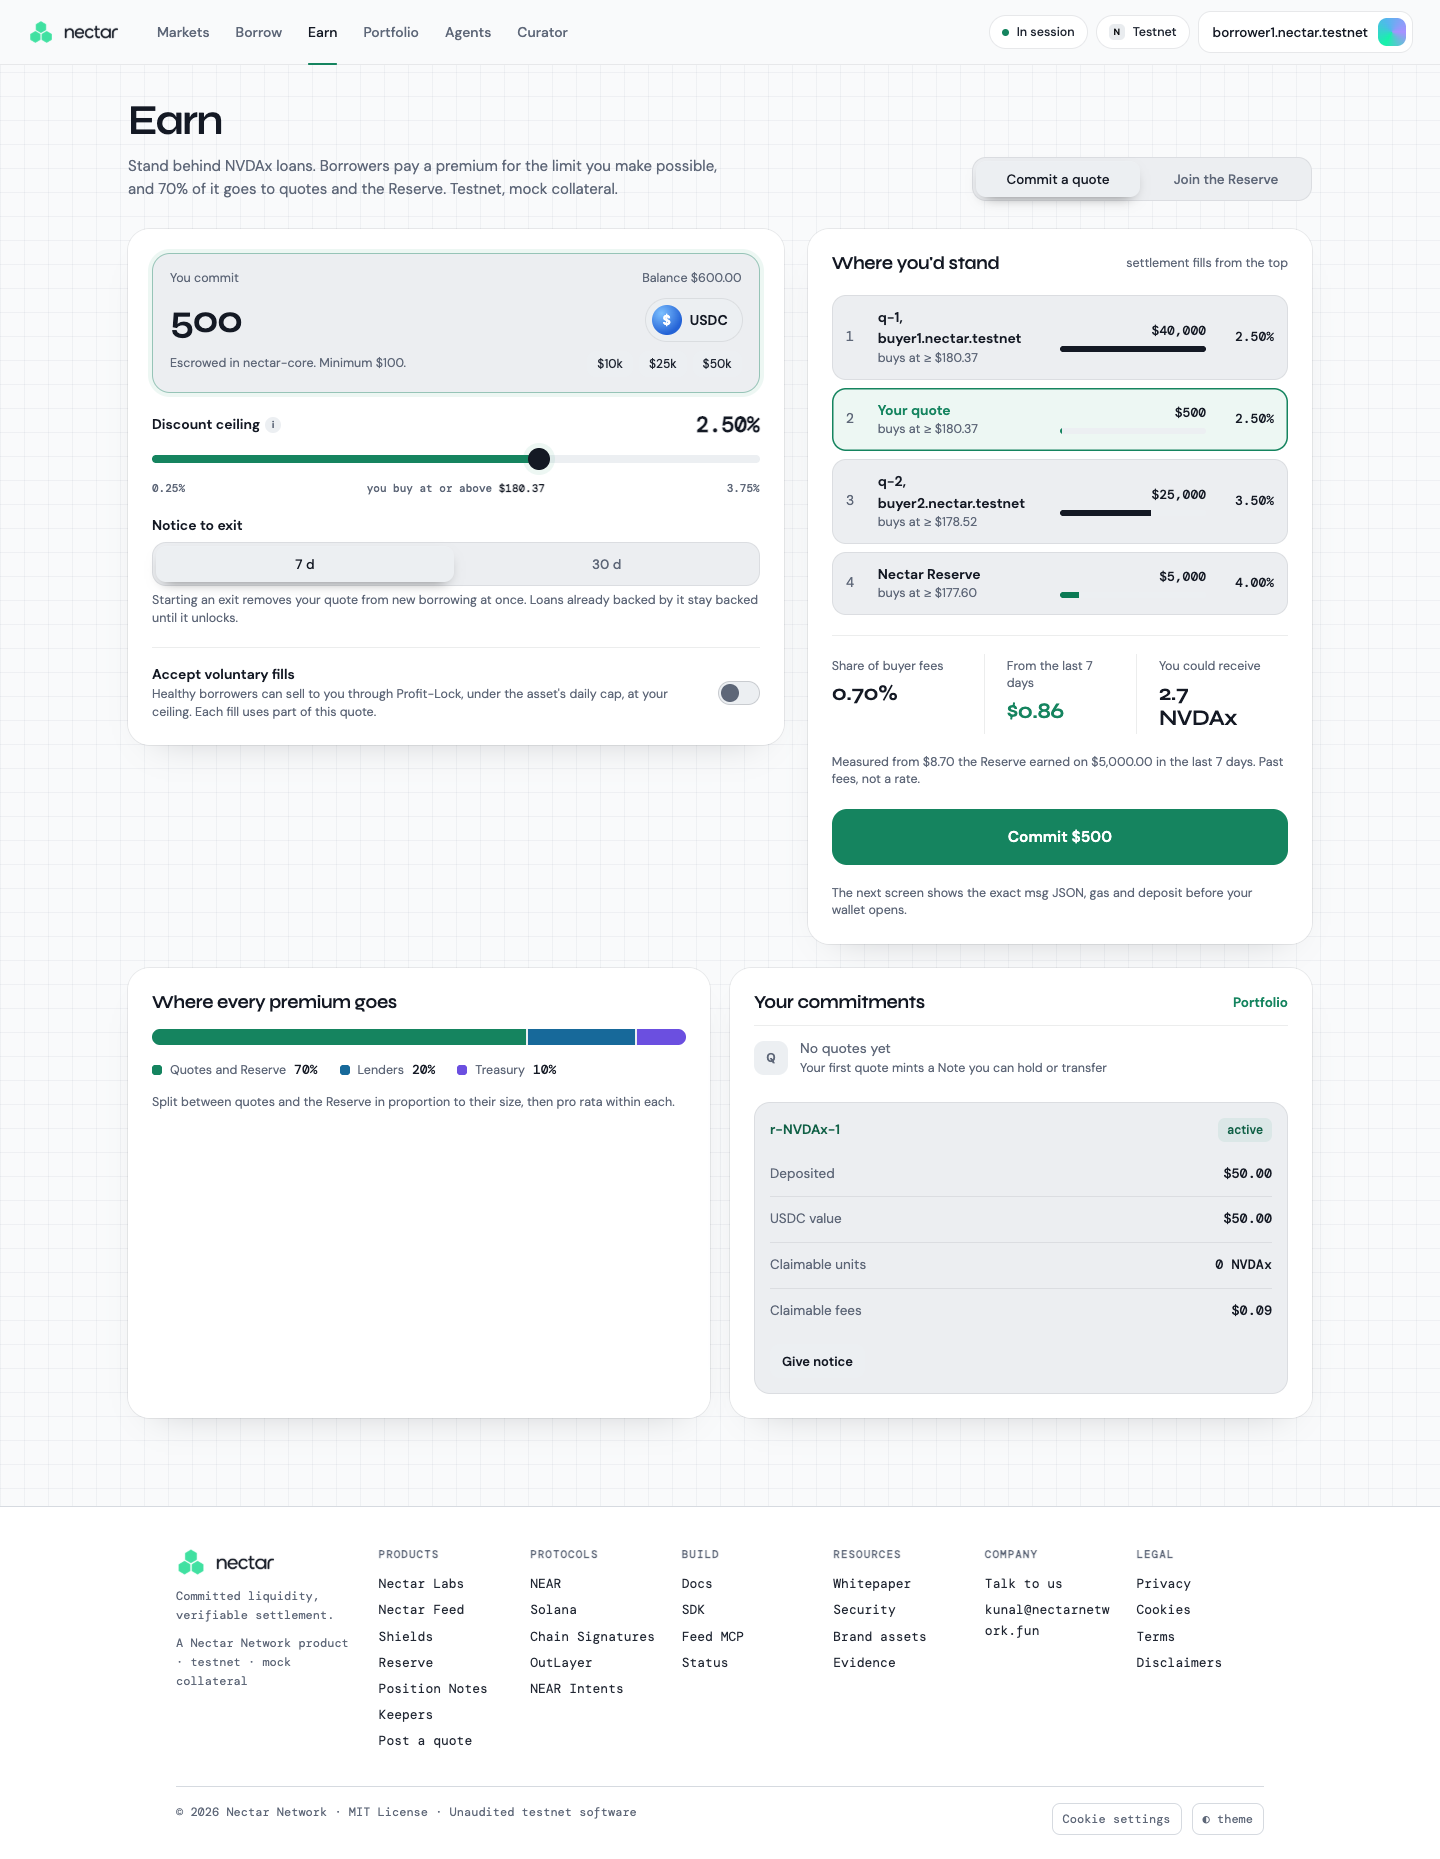 nectar
Markets
Borrow
Earn
Portfolio
Agents
Curator
In session
N
Testnet
borrower1.nectar.testnet
Earn
Stand behind NVDAx loans. Borrowers pay a premium for the limit you make possible,
and 70% of it goes to quotes and the Reserve. Testnet, mock collateral.
Commit a quote
Join the Reserve
You commit
Balance $600.00
500
$ USDC
Escrowed in nectar-core. Minimum $100.
$10k
$25k
$50k
Discount ceiling i
2.50%
0.25%
you buy at or above $180.37
3.75%
Notice to exit
7 d
30 d
Starting an exit removes your quote from new borrowing at once. Loans already backed by it stay backed
until it unlocks.
Accept voluntary fills
Healthy borrowers can sell to you through Profit-Lock, under the asset's daily cap, at your
ceiling. Each fill uses part of this quote.
Where you'd stand
settlement fills from the top
1
q-1,
buyer1.nectar.testnet
buys at ≥ $180.37
$40,000
2.50%
2
Your quote
buys at ≥ $180.37
$500
2.50%
3
q-2,
buyer2.nectar.testnet
buys at ≥ $178.52
$25,000
3.50%
4
Nectar Reserve
buys at ≥ $177.60
$5,000
4.00%
Share of buyer fees
0.70%
From the last 7
days
$0.86
You could receive
2.7
NVDAx
Measured from $8.70 the Reserve earned on $5,000.00 in the last 7 days. Past
fees, not a rate.
Commit $500
The next screen shows the exact msg JSON, gas and deposit before your
wallet opens.
Where every premium goes
Quotes and Reserve 70%
Lenders 20%
Treasury 10%
Split between quotes and the Reserve in proportion to their size, then pro rata within each.
Your commitments
Portfolio
Q
No quotes yet
Your first quote mints a Note you can hold or transfer
r-NVDAx-1
active
Deposited
$50.00
USDC value
$50.00
Claimable units
0 NVDAx
Claimable fees
$0.09
Give notice
nectar
Committed liquidity,
verifiable settlement.
A Nectar Network product
· testnet · mock
collateral
PRODUCTS
Nectar Labs
Nectar Feed
Shields
Reserve
Position Notes
Keepers
Post a quote
PROTOCOLS
NEAR
Solana
Chain Signatures
OutLayer
NEAR Intents
BUILD
Docs
SDK
Feed MCP
Status
RESOURCES
Whitepaper
Security
Brand assets
Evidence
COMPANY
Talk to us
kunal@nectarnetw
ork.fun
LEGAL
Privacy
Cookies
Terms
Disclaimers
© 2026 Nectar Network · MIT License · Unaudited testnet software
Cookie settings
◐ theme